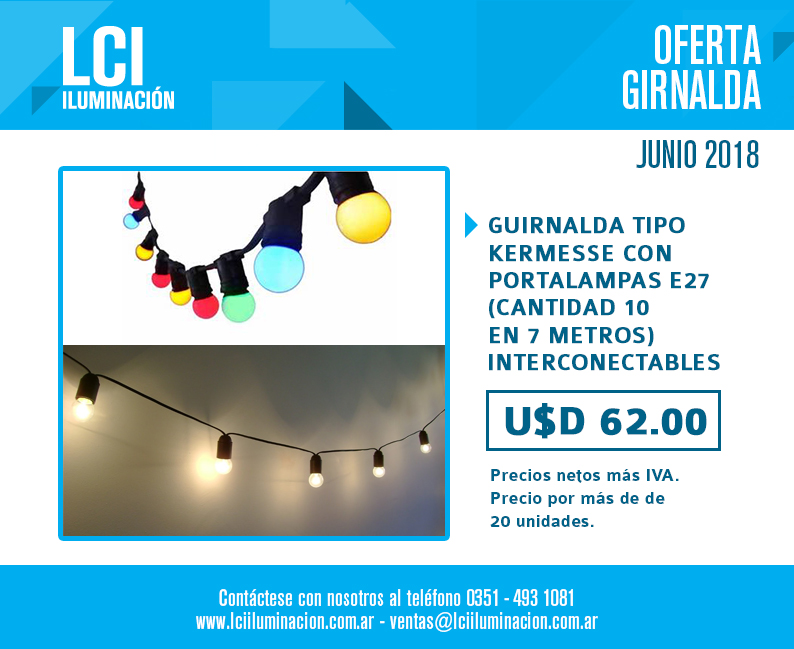 LCI
ILUMINACIÓN
OFERTA
GIRNALDA
JUNIO 2018
GUIRNALDA TIPO
KERMESSE CON
PORTALAMPAS E27
(CANTIDAD 10
EN 7 METROS)
INTERCONECTABLES
U$D 62.00
Precios netos más IVA.
Precio por más de de
20 unidades.
Contáctese con nosotros al teléfono 0351 - 493 1081
www.lciiluminacion.com.ar - ventas@lciiluminacion.com.ar